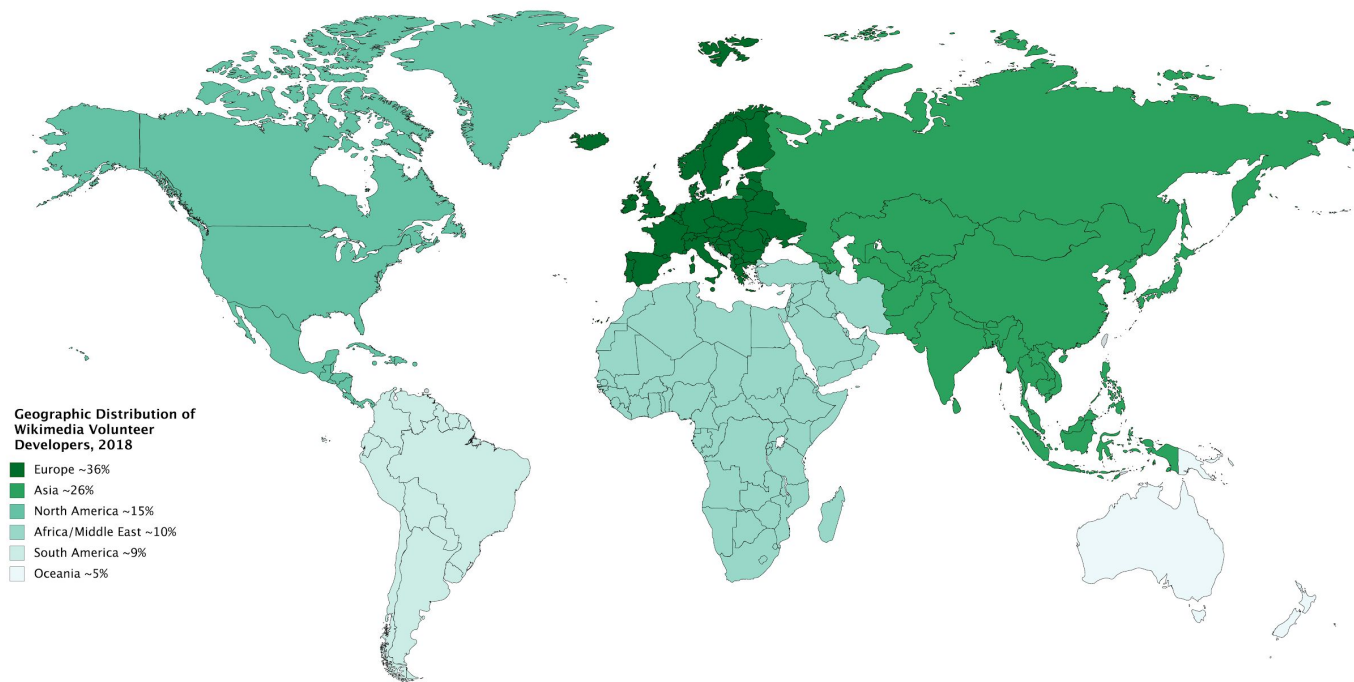 Geographic Distribution of
Wikimedia Volunteer
Developers, 2018
Europe ~36%
Asia ~26%
North America ~15%
Africa/Middle East ~10%
South America ~9%
Oceania ~5%